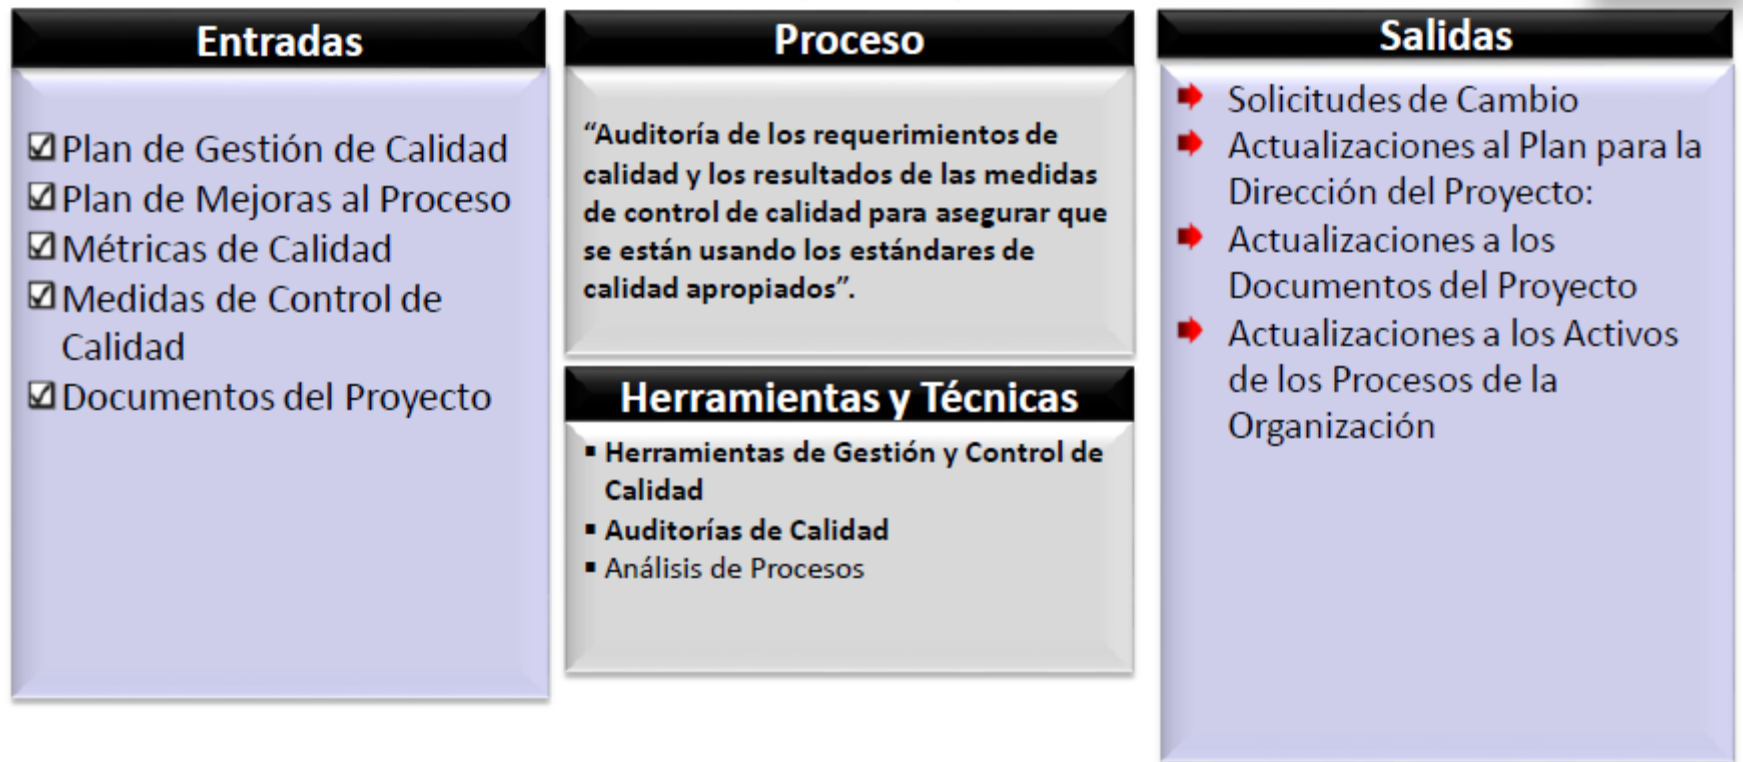 Entradas
Plan de Gestión de Calidad
Plan de Mejoras al Proceso
Métricas de Calidad
Medidas de Control de
Calidad
Documentos del Proyecto
Proceso
“Auditoría de los requerimientos de
calidad y los resultados de las medidas
de control de calidad para asegurar que
se están usando los estándares de
calidad apropiados”.
Herramientas y Técnicas
Herramientas de Gestión y Control de
Calidad
Auditorías de Calidad
Análisis de Procesos
Salidas
Solicitudes de Cambio
Actualizaciones al Plan para la
Dirección del Proyecto:
Actualizaciones a los
Documentos del Proyecto
Actualizaciones a los Activos
de los Procesos de la
Organización